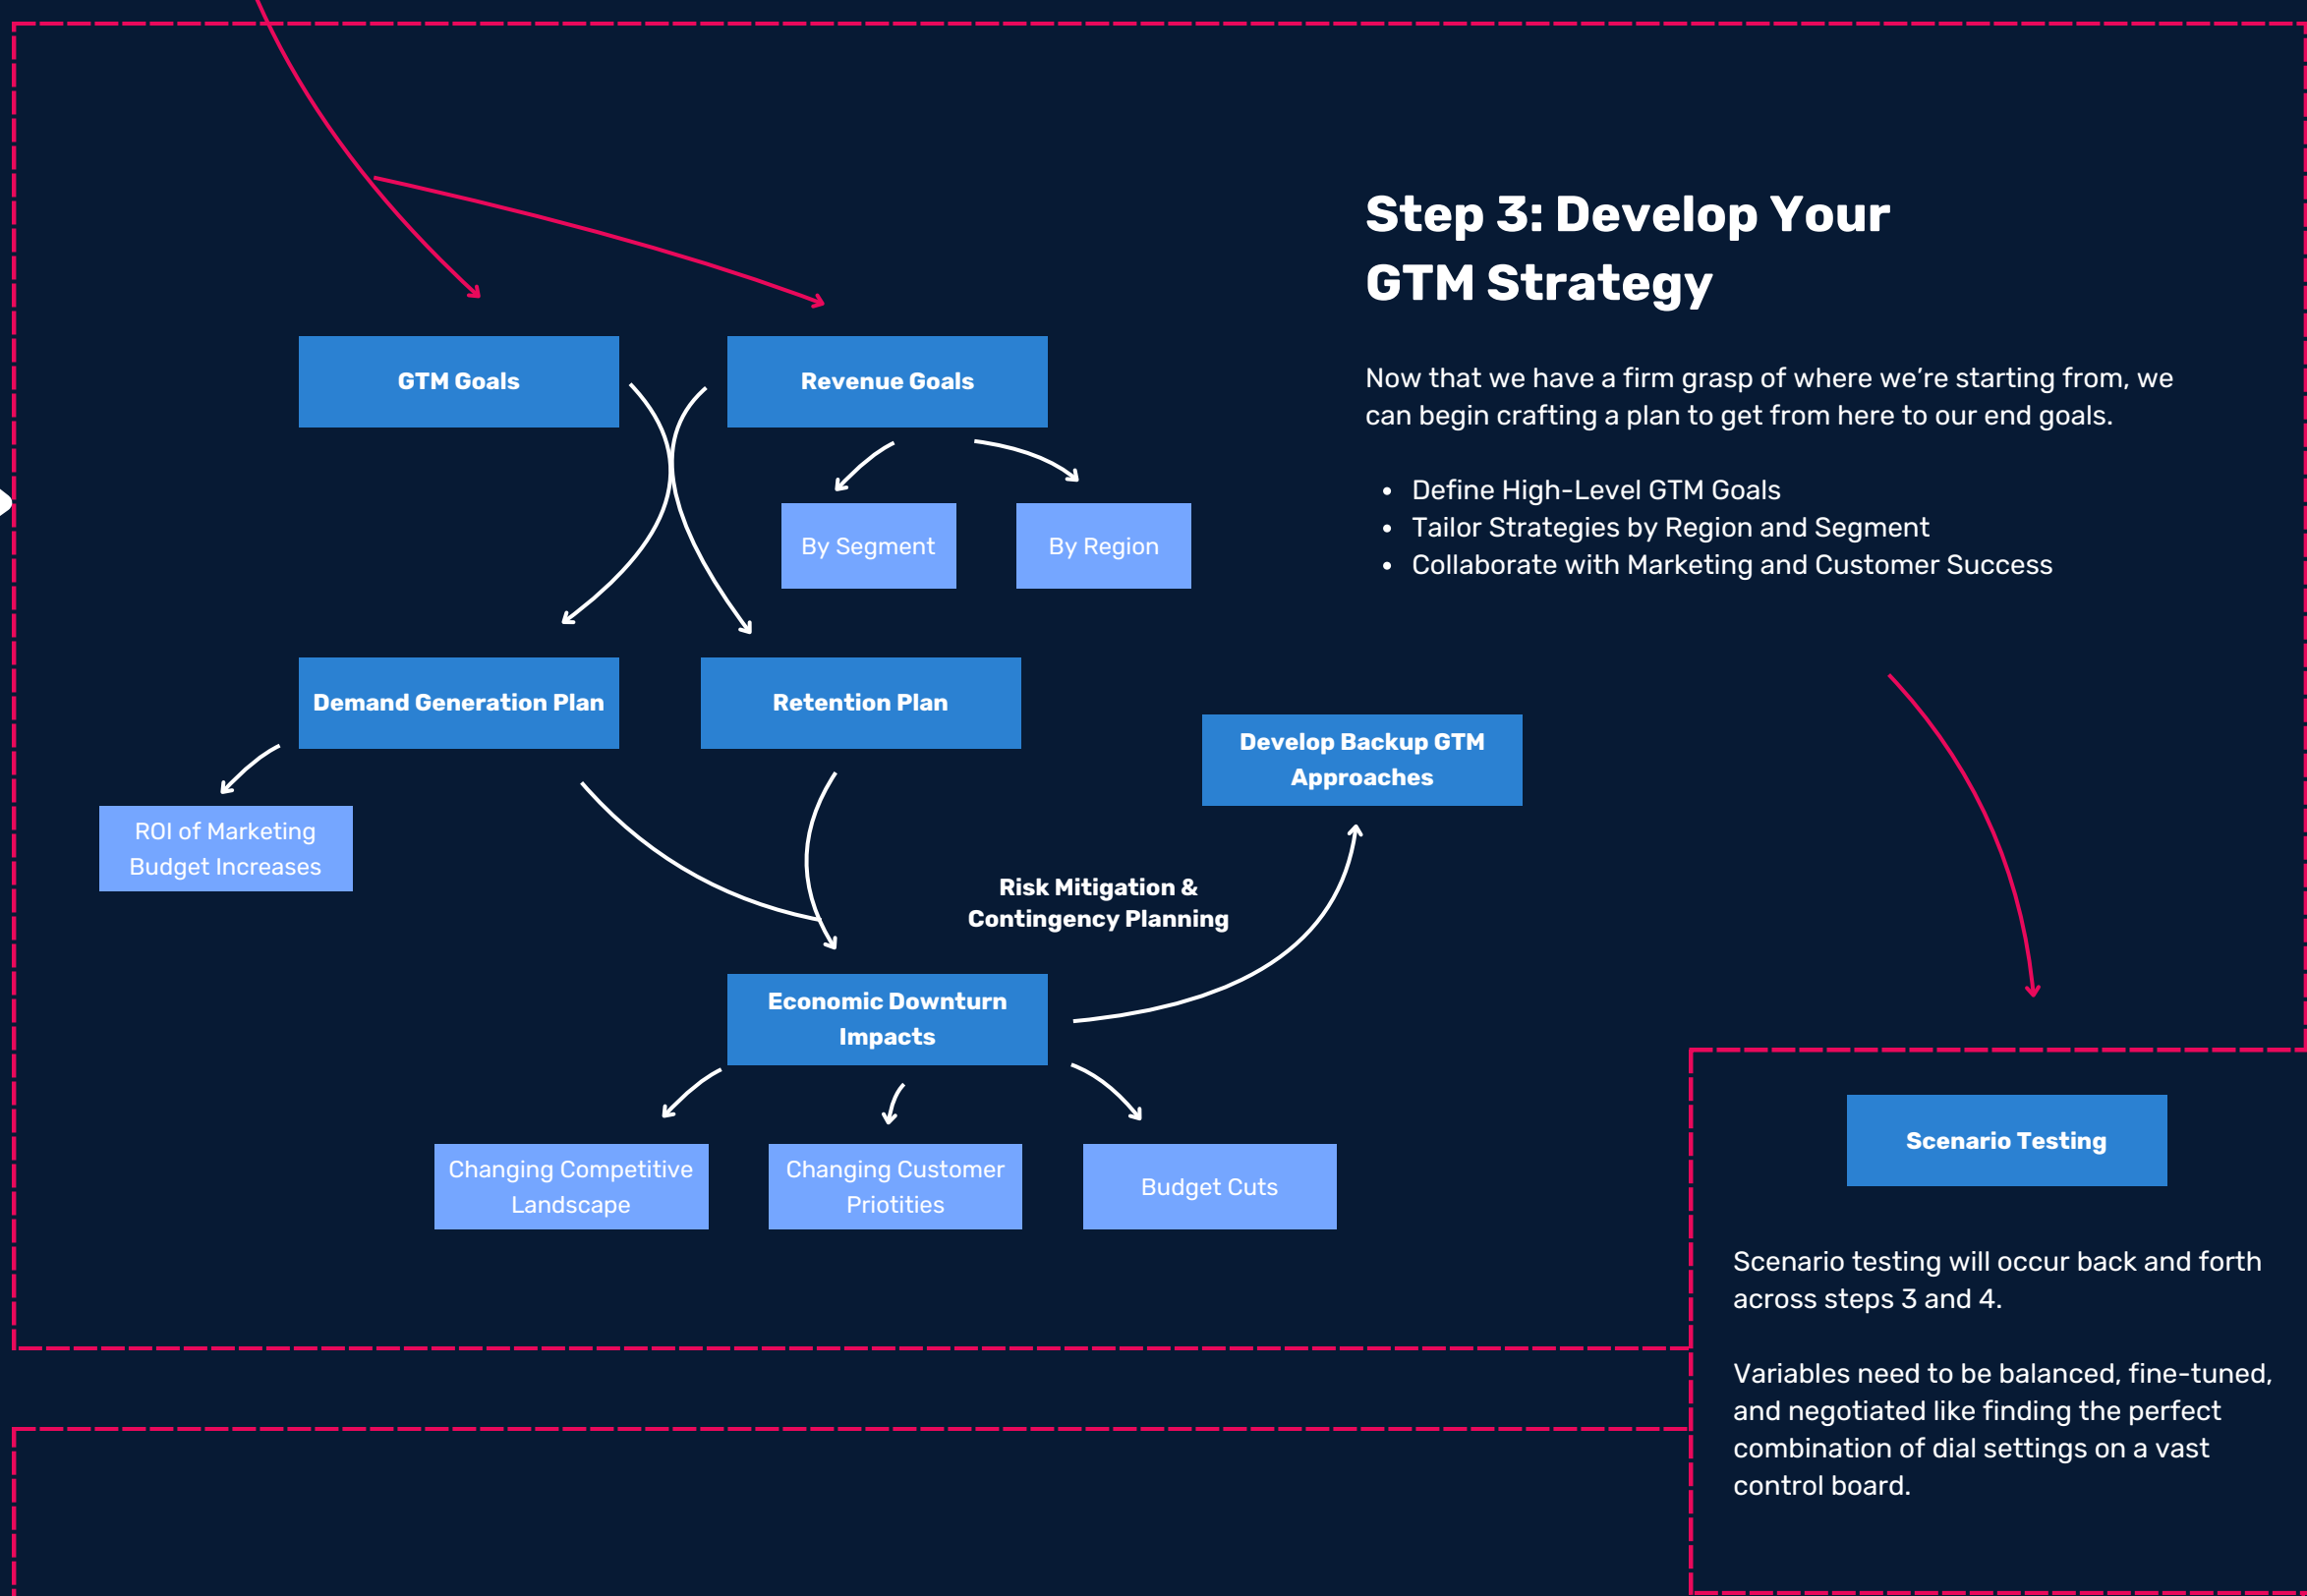 Step 3: Develop Your
GTM Strategy
Now that we have a firm grasp of where we’re starting from, we
can begin crafting a plan to get from here to our end goals.
• Define High-Level GTM Goals
• Tailor Strategies by Region and Segment
• Collaborate with Marketing and Customer Success
GTM Goals
Revenue Goals
By Segment
By Region
Demand Generation Plan
Retention Plan
ROI of Marketing
Budget Increases
Develop Backup GTM
Approaches
Risk Mitigation &
Contingency Planning
Economic Downturn
Impacts
Changing Competitive
Landscape
Changing Customer
Priotities
Budget Cuts
Scenario Testing
Scenario testing will occur back and forth
across steps 3 and 4.
Variables need to be balanced, fine-tuned,
and negotiated like finding the perfect
combination of dial settings on a vast
control board.